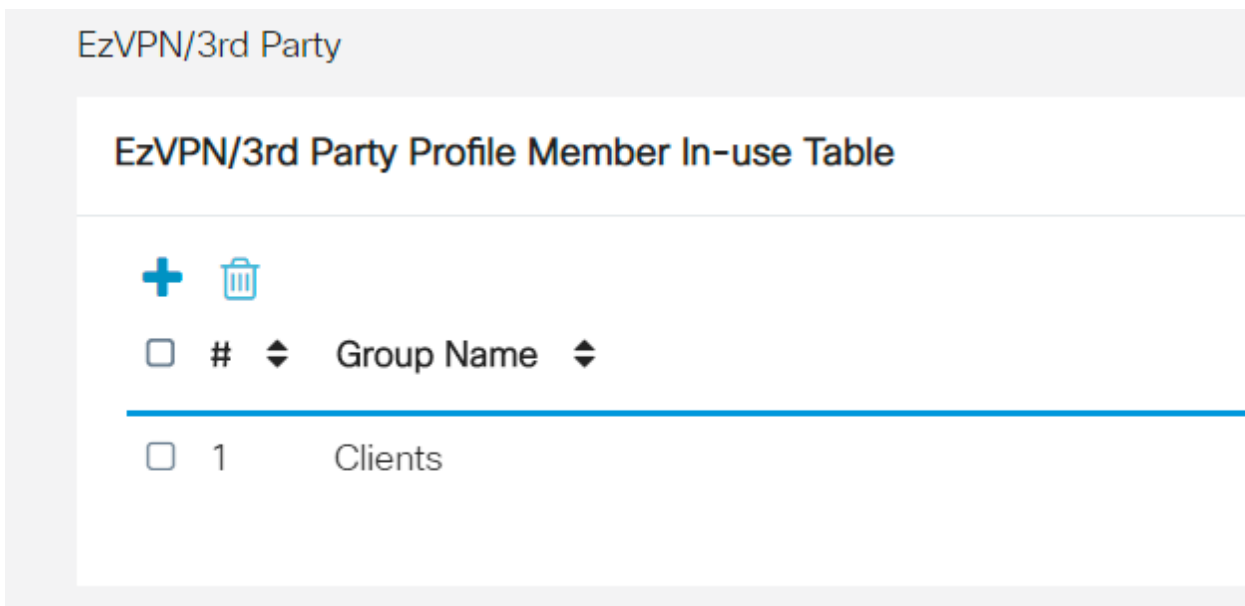 EzVPN/3rd Party
EzVPN/3rd Party Profile Member In-use Table
# Group Name
1 Clients